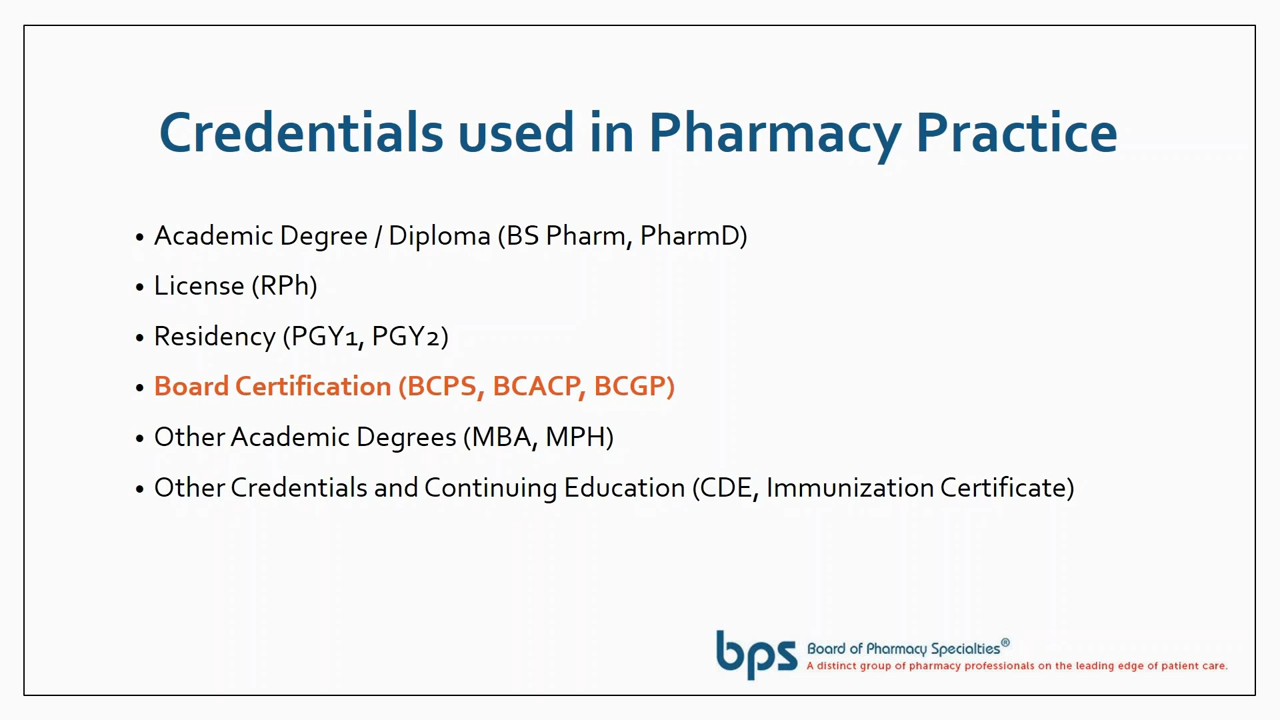 Credentials used in Pharmacy Practice
• Academic Degree / Diploma (BS Pharm, PharmD)
• License (RPh)
• Residency (PGY1, PGY2)
• Board Certification (BCPS, BCACP, BCGP)
• Other Academic Degrees (MBA, MPH)
• Other Credentials and Continuing Education (CDE, Immunization Certificate)
bps Board of Pharmacy Specialties®
A distinct group of pharmacy professionals on the leading edge of patient care.